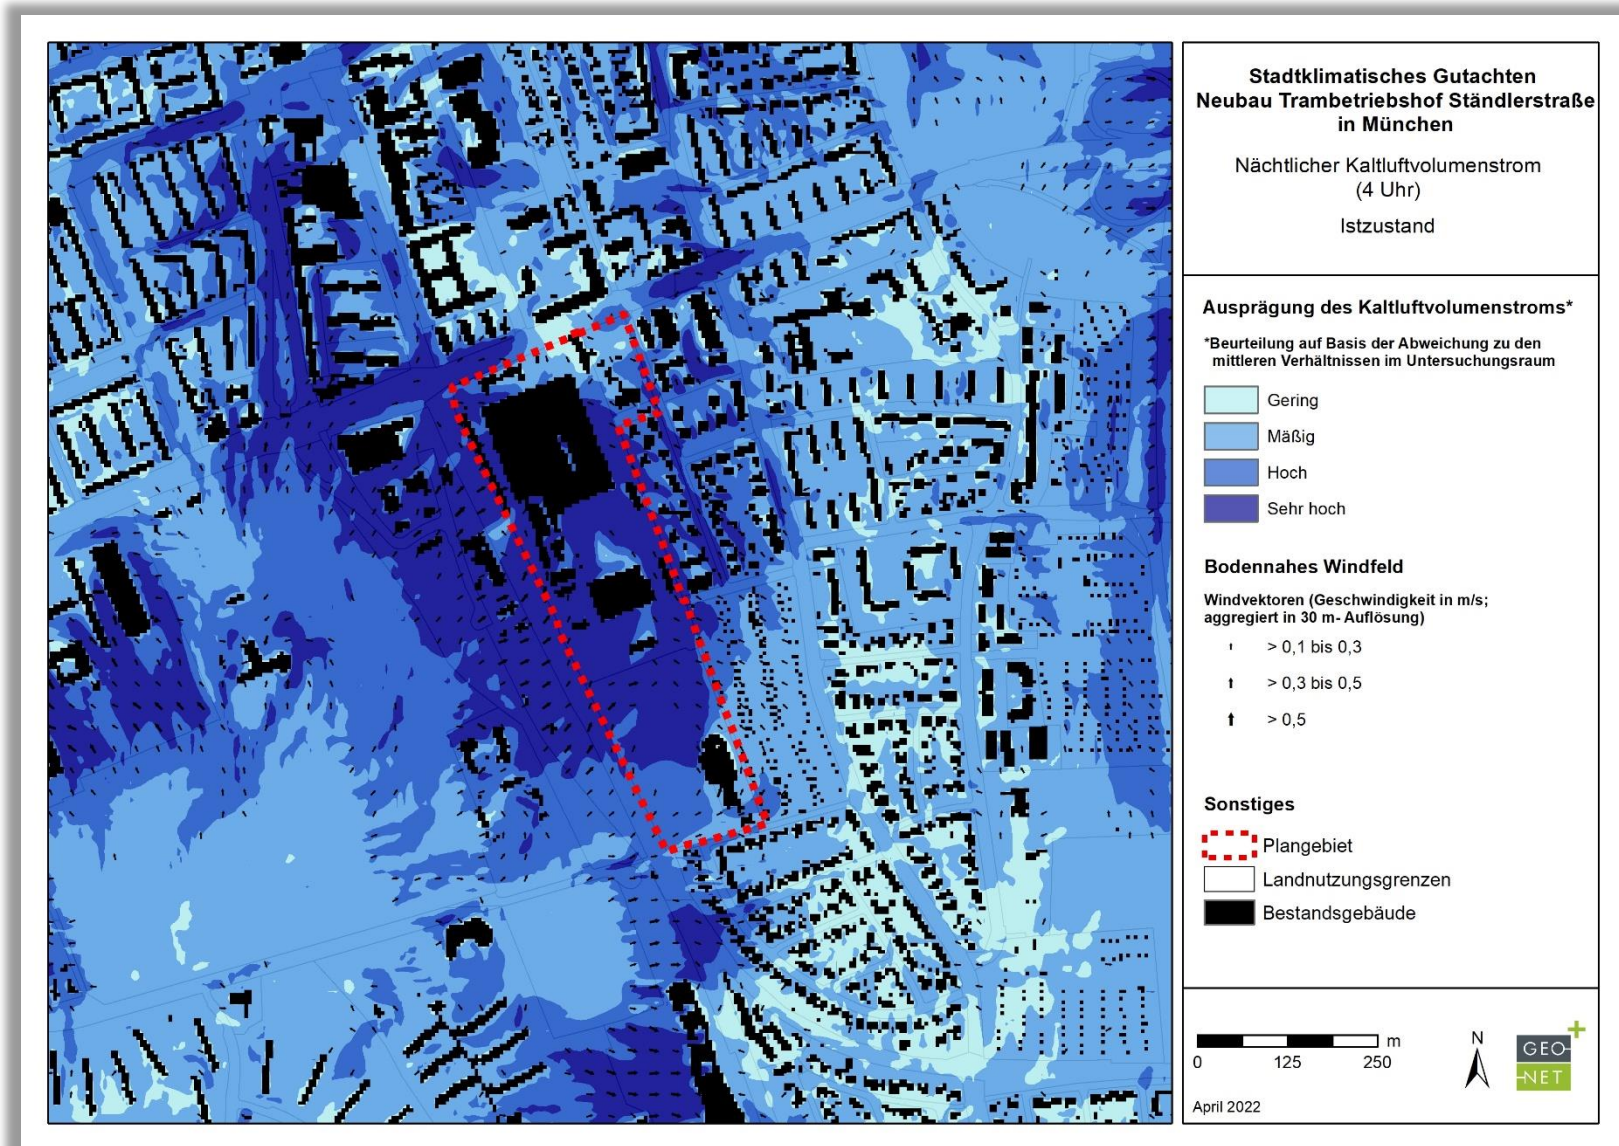 Stadtklimatisches Gutachten
Neubau Trambetriebshof Ständlerstraße
in München
Nächtlicher Kaltluftvolumenstrom
(4 Uhr)
Istzustand
Ausprägung des Kaltluftvolumenstroms*
*Beurteilung auf Basis der Abweichung zu den
mittleren Verhältnissen im Untersuchungsraum
Gering
Mäßig
Hoch
Sehr hoch
Bodennahes Windfeld
Windvektoren (Geschwindigkeit in m/s;
aggregiert in 30 m- Auflösung)
> 0,1 bis 0,3
> 0,3 bis 0,5
> 0,5
Sonstiges
Plangebiet
Landnutzungsgrenzen
Bestandsgebäude
m
0 125 250
N
GEO
NET
April 2022